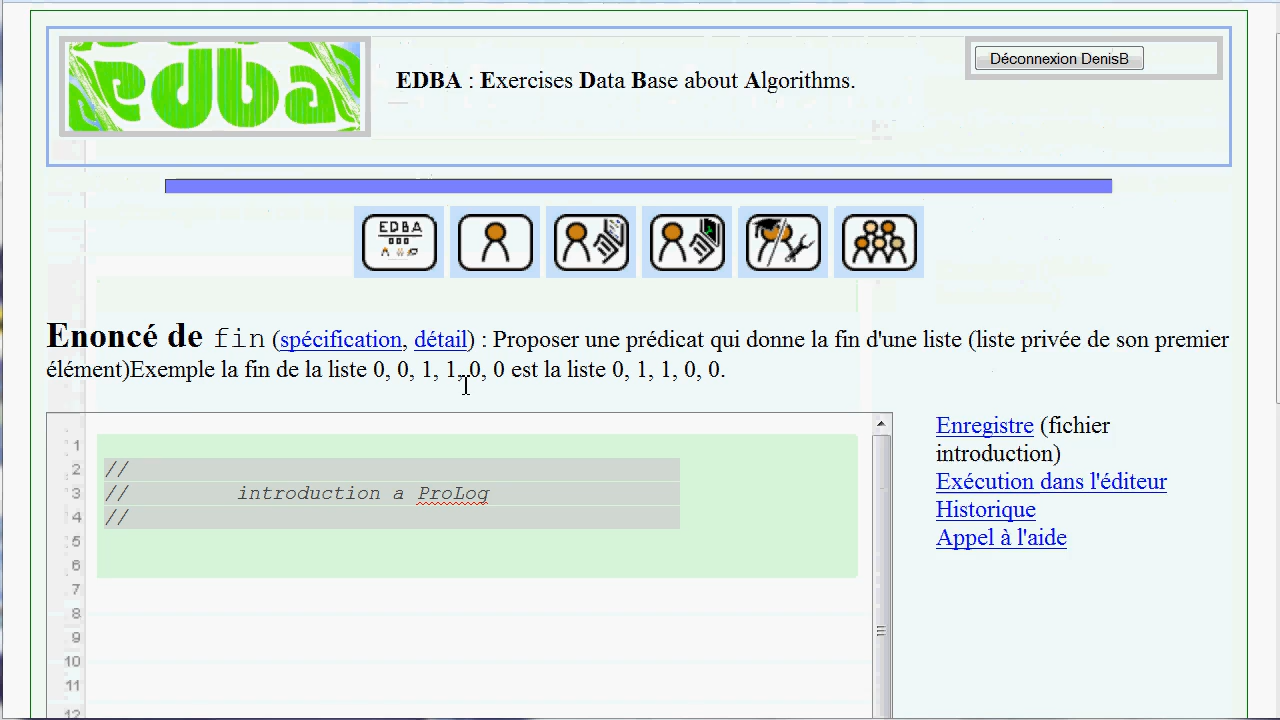 edba
EDBA : Exercises Data Base about Algorithms.
Déconnexion DenisB
EDBA
Enoncé de fin (spécification, détail) : Proposer une prédicat qui donne la fin d'une liste (liste privée de son premier
élément)Exemple la fin de la liste 0, 0, 1, 1, 0, 0 est la liste 0, 1, 1, 0, 0.
1
2 //
3 // introduction a ProLog
4 //
5
6
7
8
9
10
11
12
Enregistre (fichier
introduction)
Exécution dans l'éditeur
Historique
Appel à l'aide